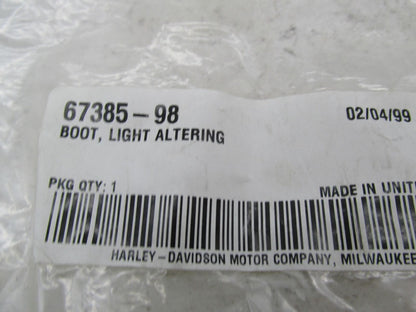 67385-98 02/04/99
BOOT, LIGHT ALTERING
PKG QTY: 1 MADE IN UNIT
HARLEY-DAVIDSON MOTOR COMPANY, MILWAUKEE